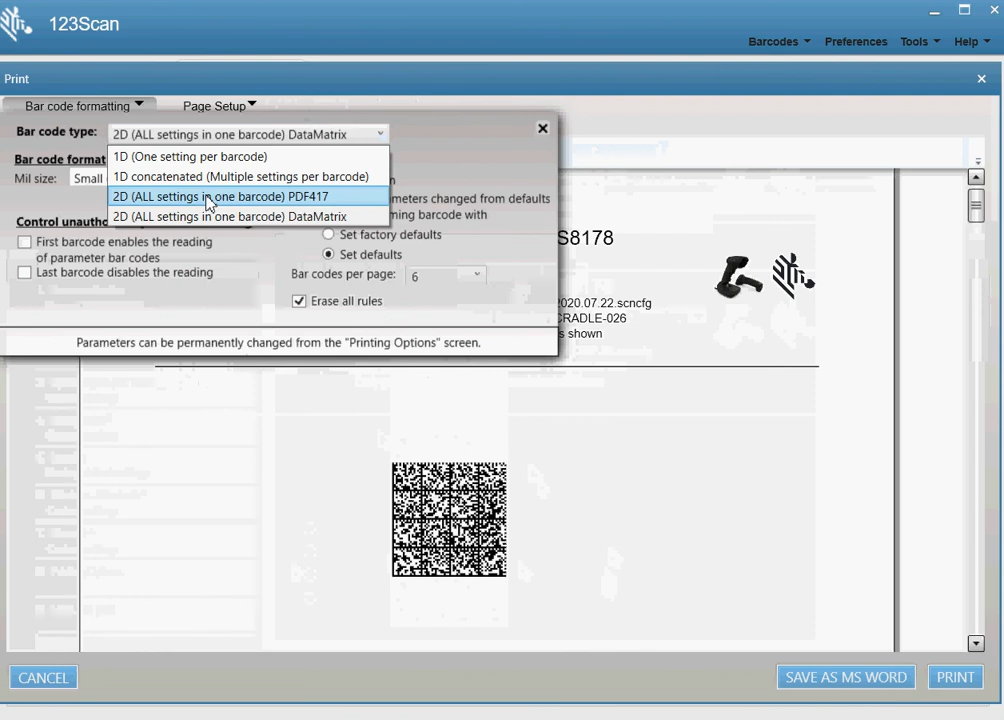 123Scan
Barcodes Preferences Tools Help
Print
Bar code formatting Page Setup
Bar code type: 2D (ALL settings in one barcode) DataMatrix
1D (One setting per barcode)
1D concatenated (Multiple settings per barcode)
2D (ALL settings in one barcode) PDF417
2D (ALL settings in one barcode) DataMatrix
Bar code format
Mil size: Small
meters changed from defaults
ming barcode with
Set factory defaults
Set defaults
Bar codes per page: 6
Erase all rules
Control unautho
First barcode enables the reading
of parameter bar codes
Last barcode disables the reading
Parameters can be permanently changed from the "Printing Options" screen.
S8178
2020.07.22.scncfg
CRADLE-026
s shown
CANCEL SAVE AS MS WORD PRINT